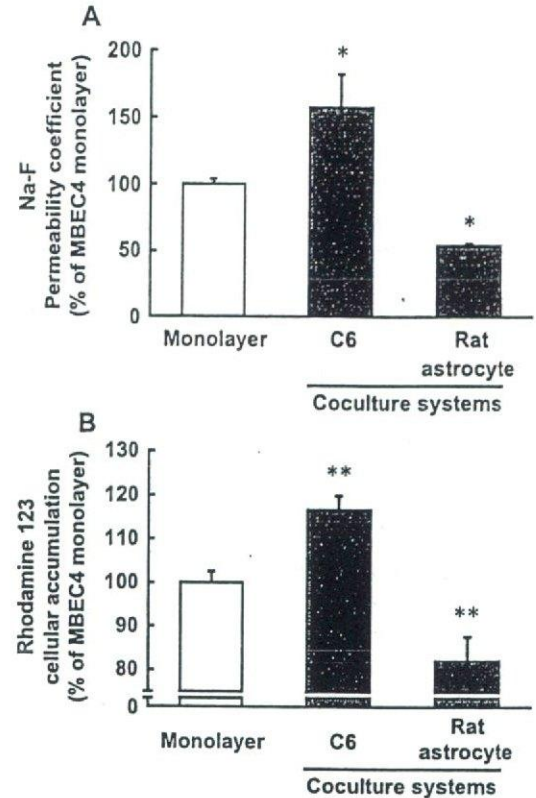 A
Na-F
Permeability coefficient
(% of MBEC4 monolayer)
200
150
100
50
0
*
*
Monolayer
C6
Rat
astrocyte
Coculture systems
B
Rhodamine 123
cellular accumulation
(% of MBEC4 monolayer)
130
120
110
100
90
80
0
**
**
Monolayer
C6
Rat
astrocyte
Coculture systems